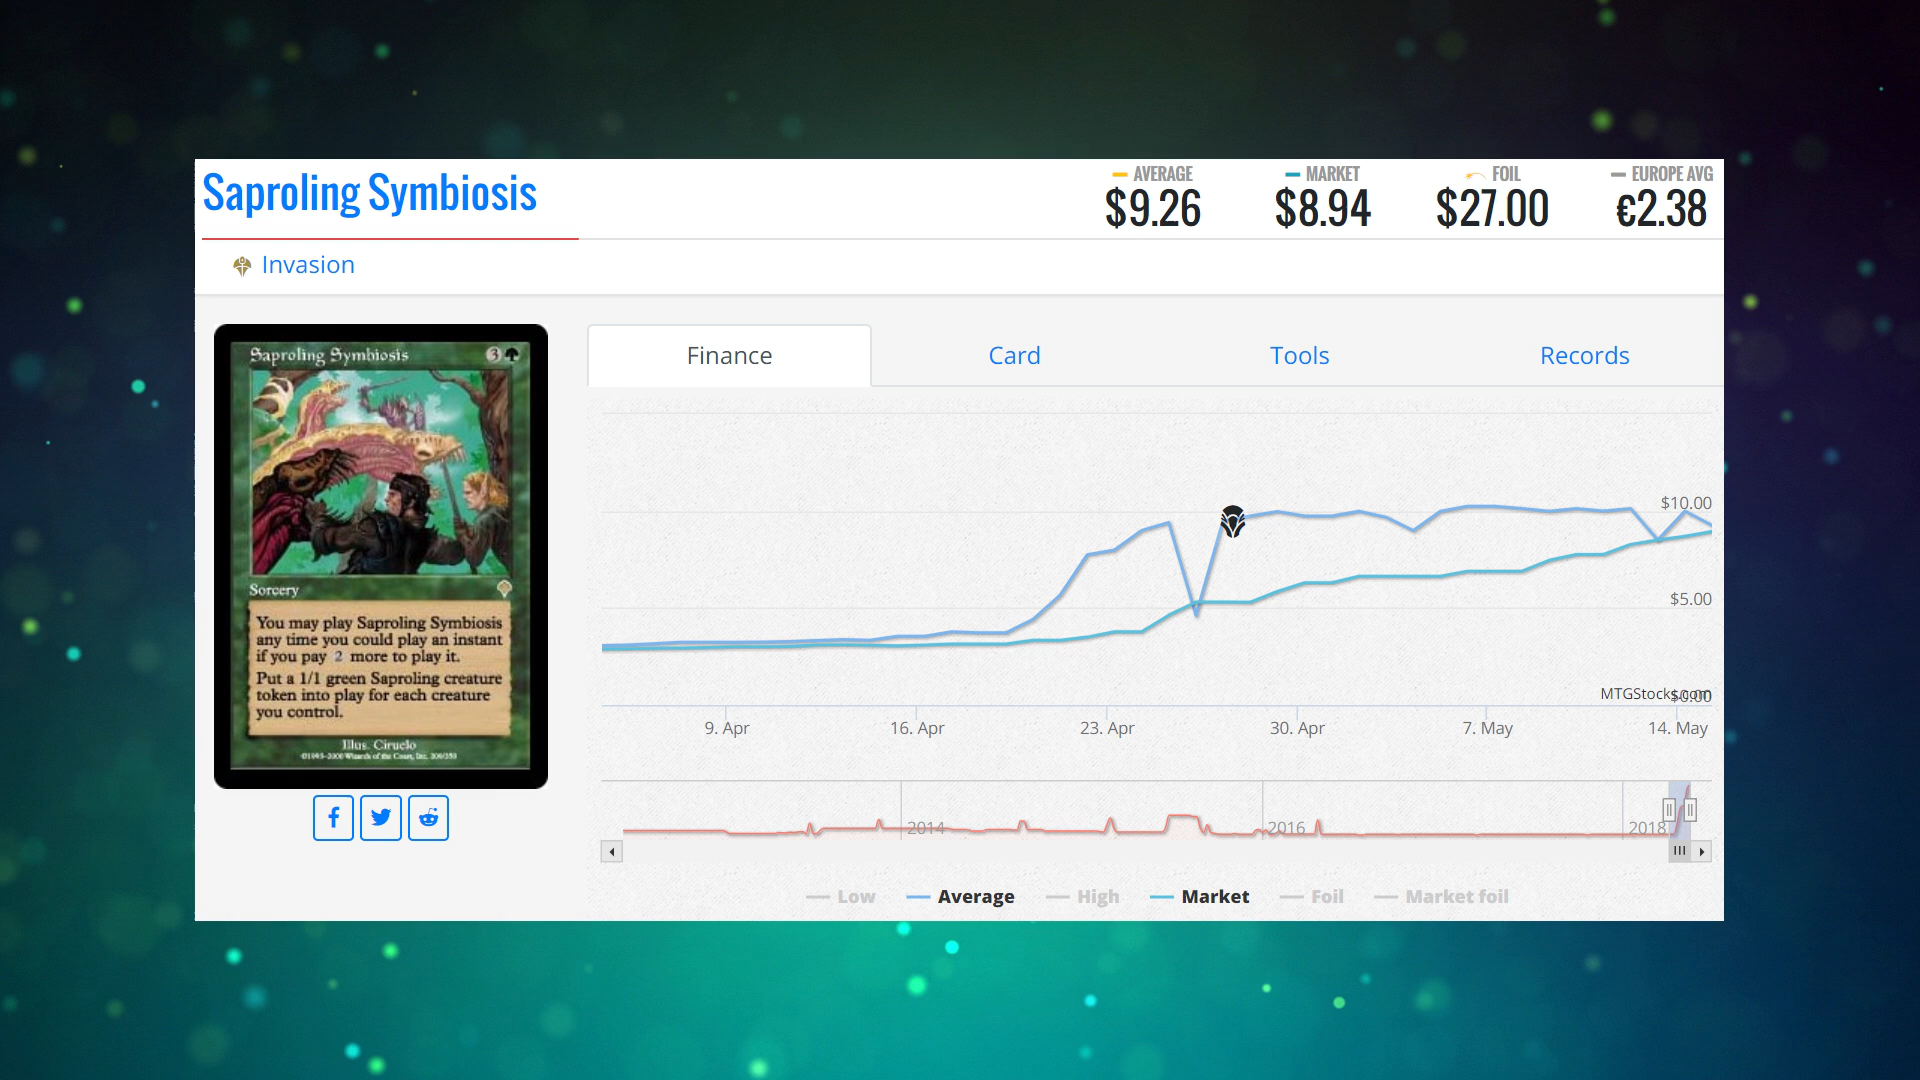 Saproling Symbiosis
AVERAGE MARKET FOIL EUROPE AVG
$9.26 $8.94 $27.00 €2.38
Invasion
Finance Card Tools Records
Saproling Symbiosis 3
Sorcery
You may play Saproling Symbiosis
any time you could play an instant
if you pay 2 more to play it.
Put a 1/1 green Saproling creature
token into play for each creature
you control.
Illus. Ciruelo
$10.00
$5.00
MTGStocks.com
$0.00
9. Apr 16. Apr 23. Apr 30. Apr 7. May 14. May
2014 2016 2018
Low Average High Market Foil Market foil